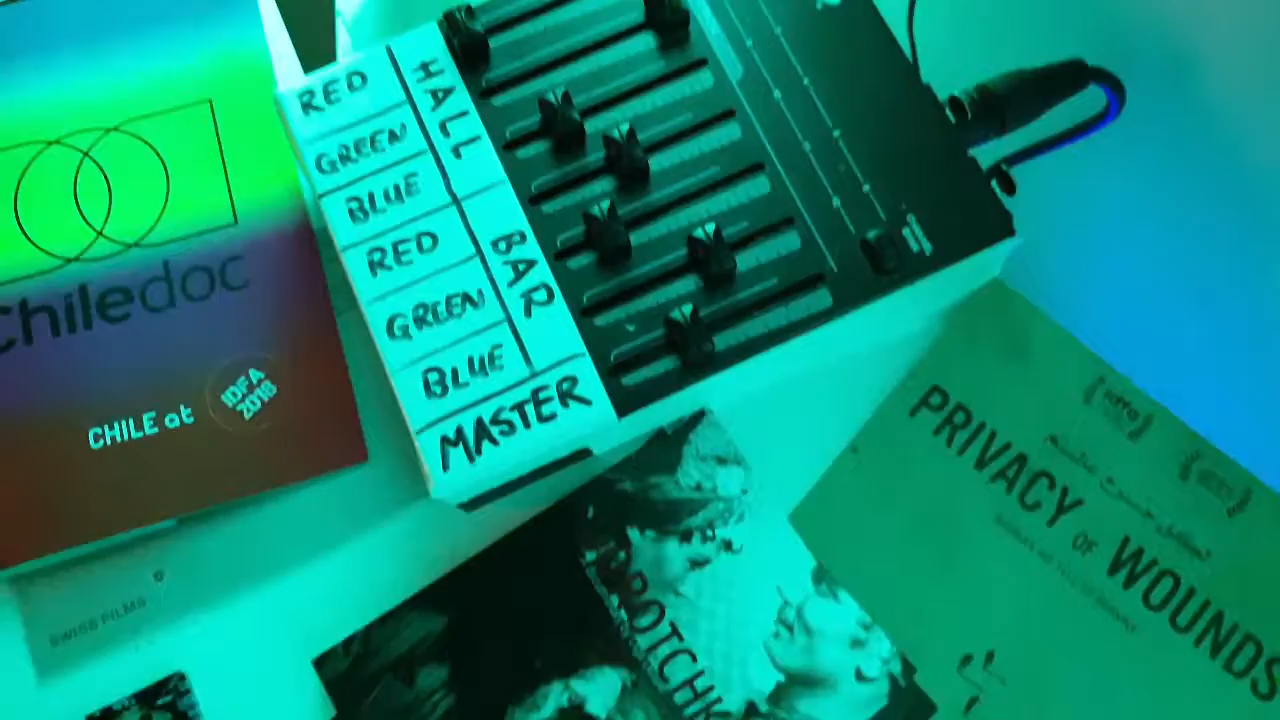 Chiledoc
CHILE at
IDFA
2018
RED
GREEN
BLUE
HALL
RED
GREEN
BLUE
BAR
MASTER
SWISS FILMS
PRIVACY OF WOUNDS